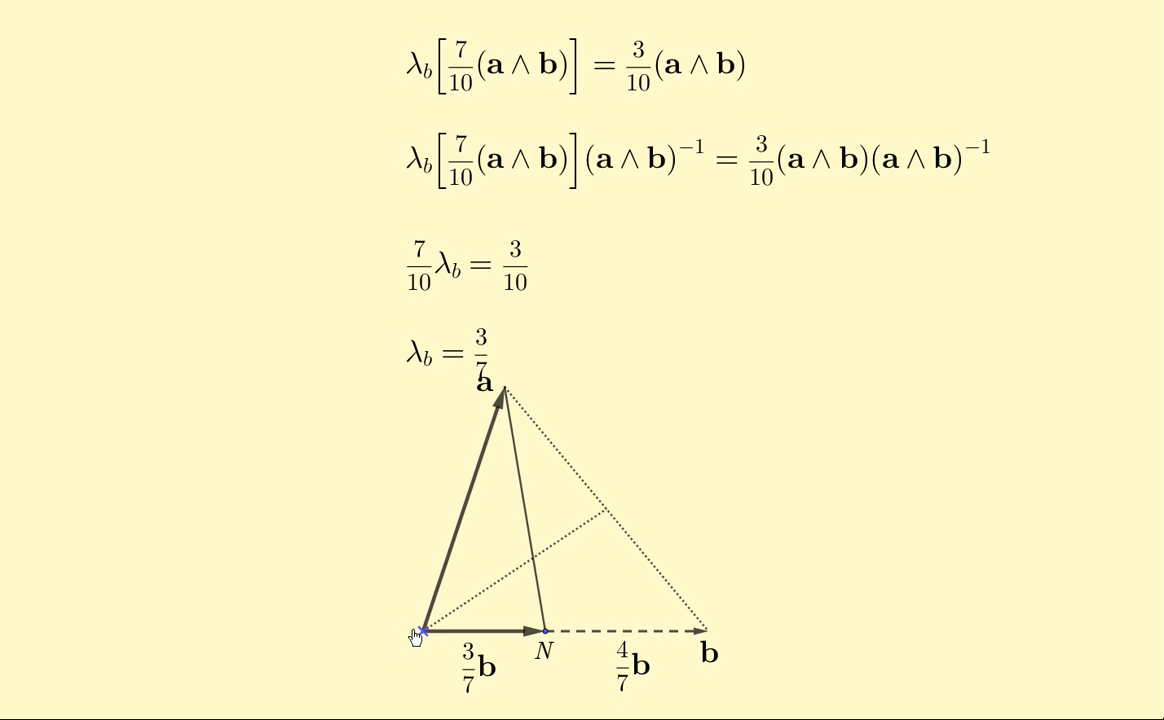 λ_b[7/10(a ∧ b)] = 3/10(a ∧ b)
λ_b[7/10(a ∧ b)](a ∧ b)^−1 = 3/10(a ∧ b)(a ∧ b)^−1
7/10 λ_b = 3/10
λ_b = 3/7
a
3/7 b
N
4/7 b
b